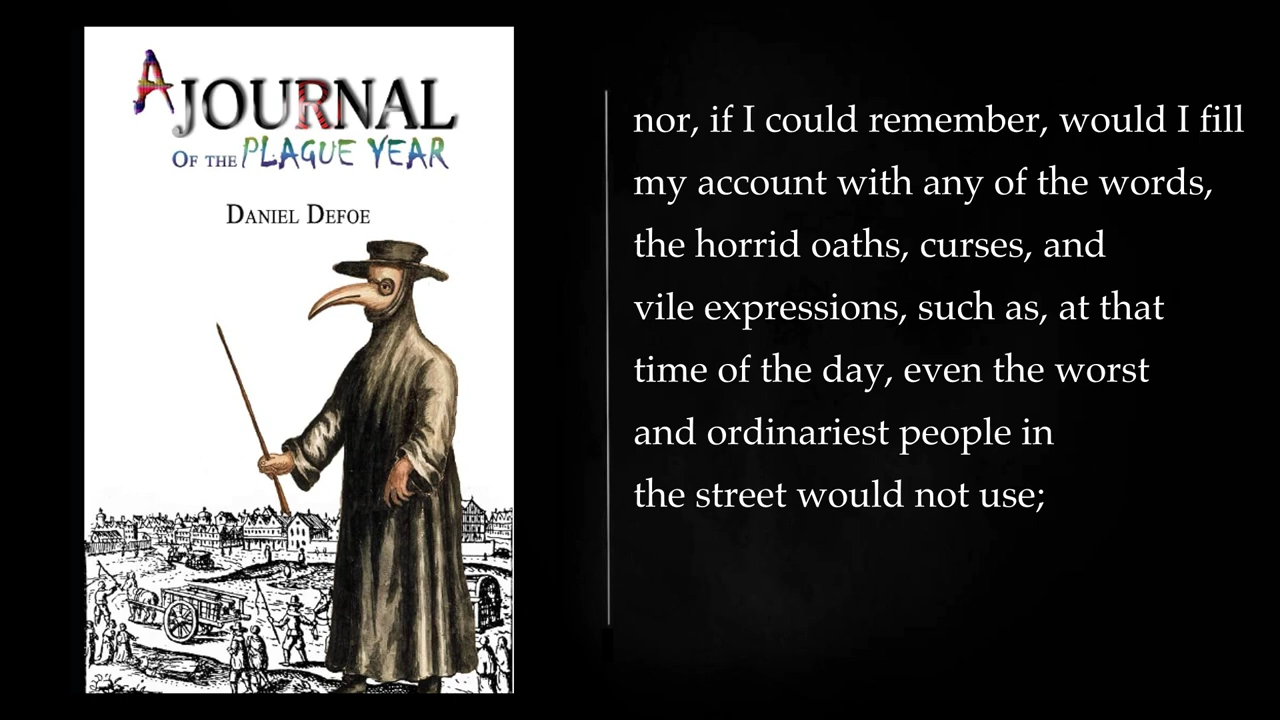 A JOURNAL
OF THE PLAGUE YEAR
DANIEL DEFOE
nor, if I could remember, would I fill
my account with any of the words,
the horrid oaths, curses, and
vile expressions, such as, at that
time of the day, even the worst
and ordinariest people in
the street would not use;